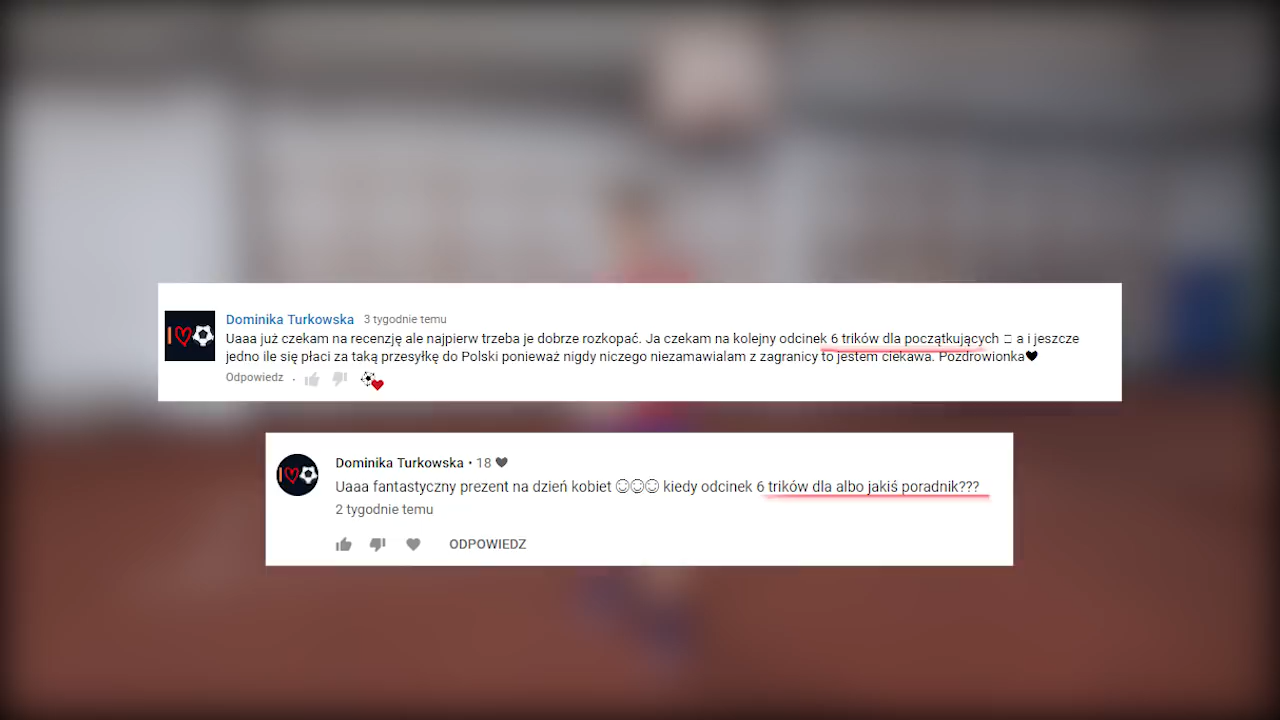 Dominika Turkowska 3 tygodnie temu
Uaaa już czekam na recenzję ale najpierw trzeba je dobrze rozkopać. Ja czekam na kolejny odcinek 6 trików dla początkujących a i jeszcze
jedno ile się płaci za taką przesyłkę do Polski ponieważ nigdy niczego niezamawialam z zagranicy to jestem ciekawa. Pozdrowionka🖤
Odpowiedz .
Dominika Turkowska • 18 🖤
Uaaa fantastyczny prezent na dzień kobiet ☺☺☺ kiedy odcinek 6 trików dla albo jakiś poradnik???
2 tygodnie temu
ODPOWIEDZ